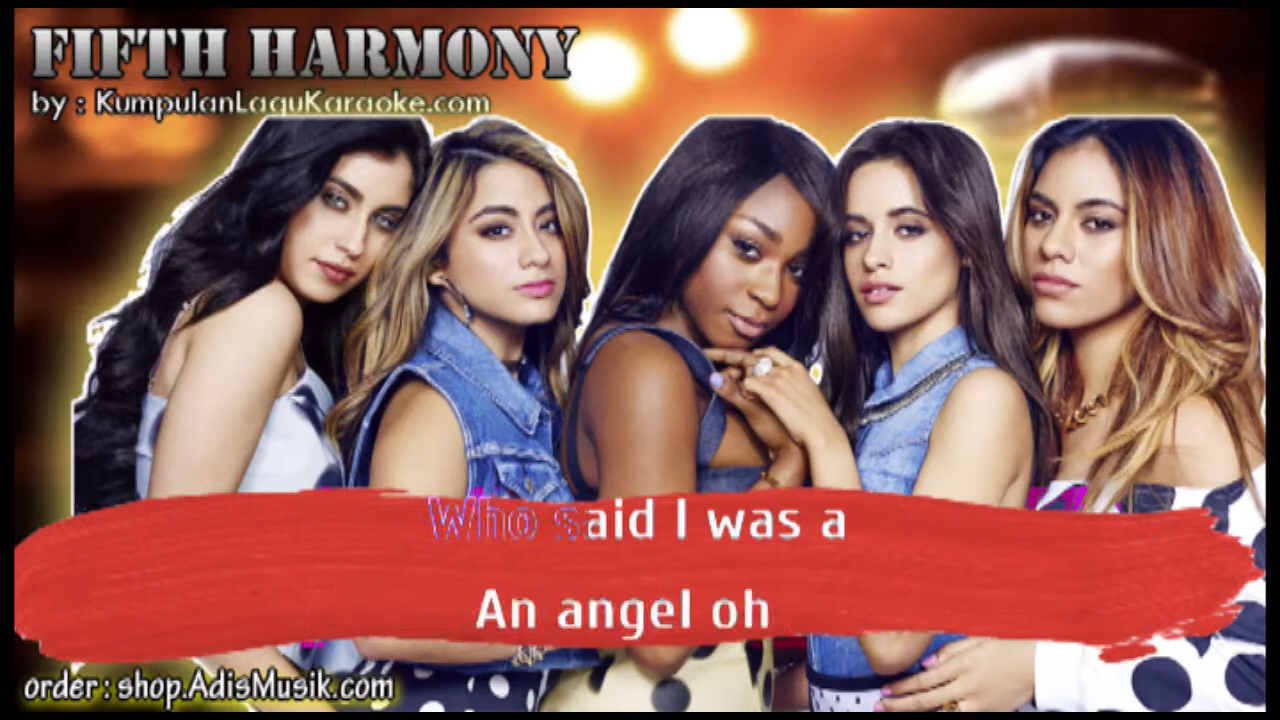 FIFTH HARMONY
by : KumpulanLaguKaraoke.com
Who said I was a
An angel oh
order : shop.AdisMusik.com